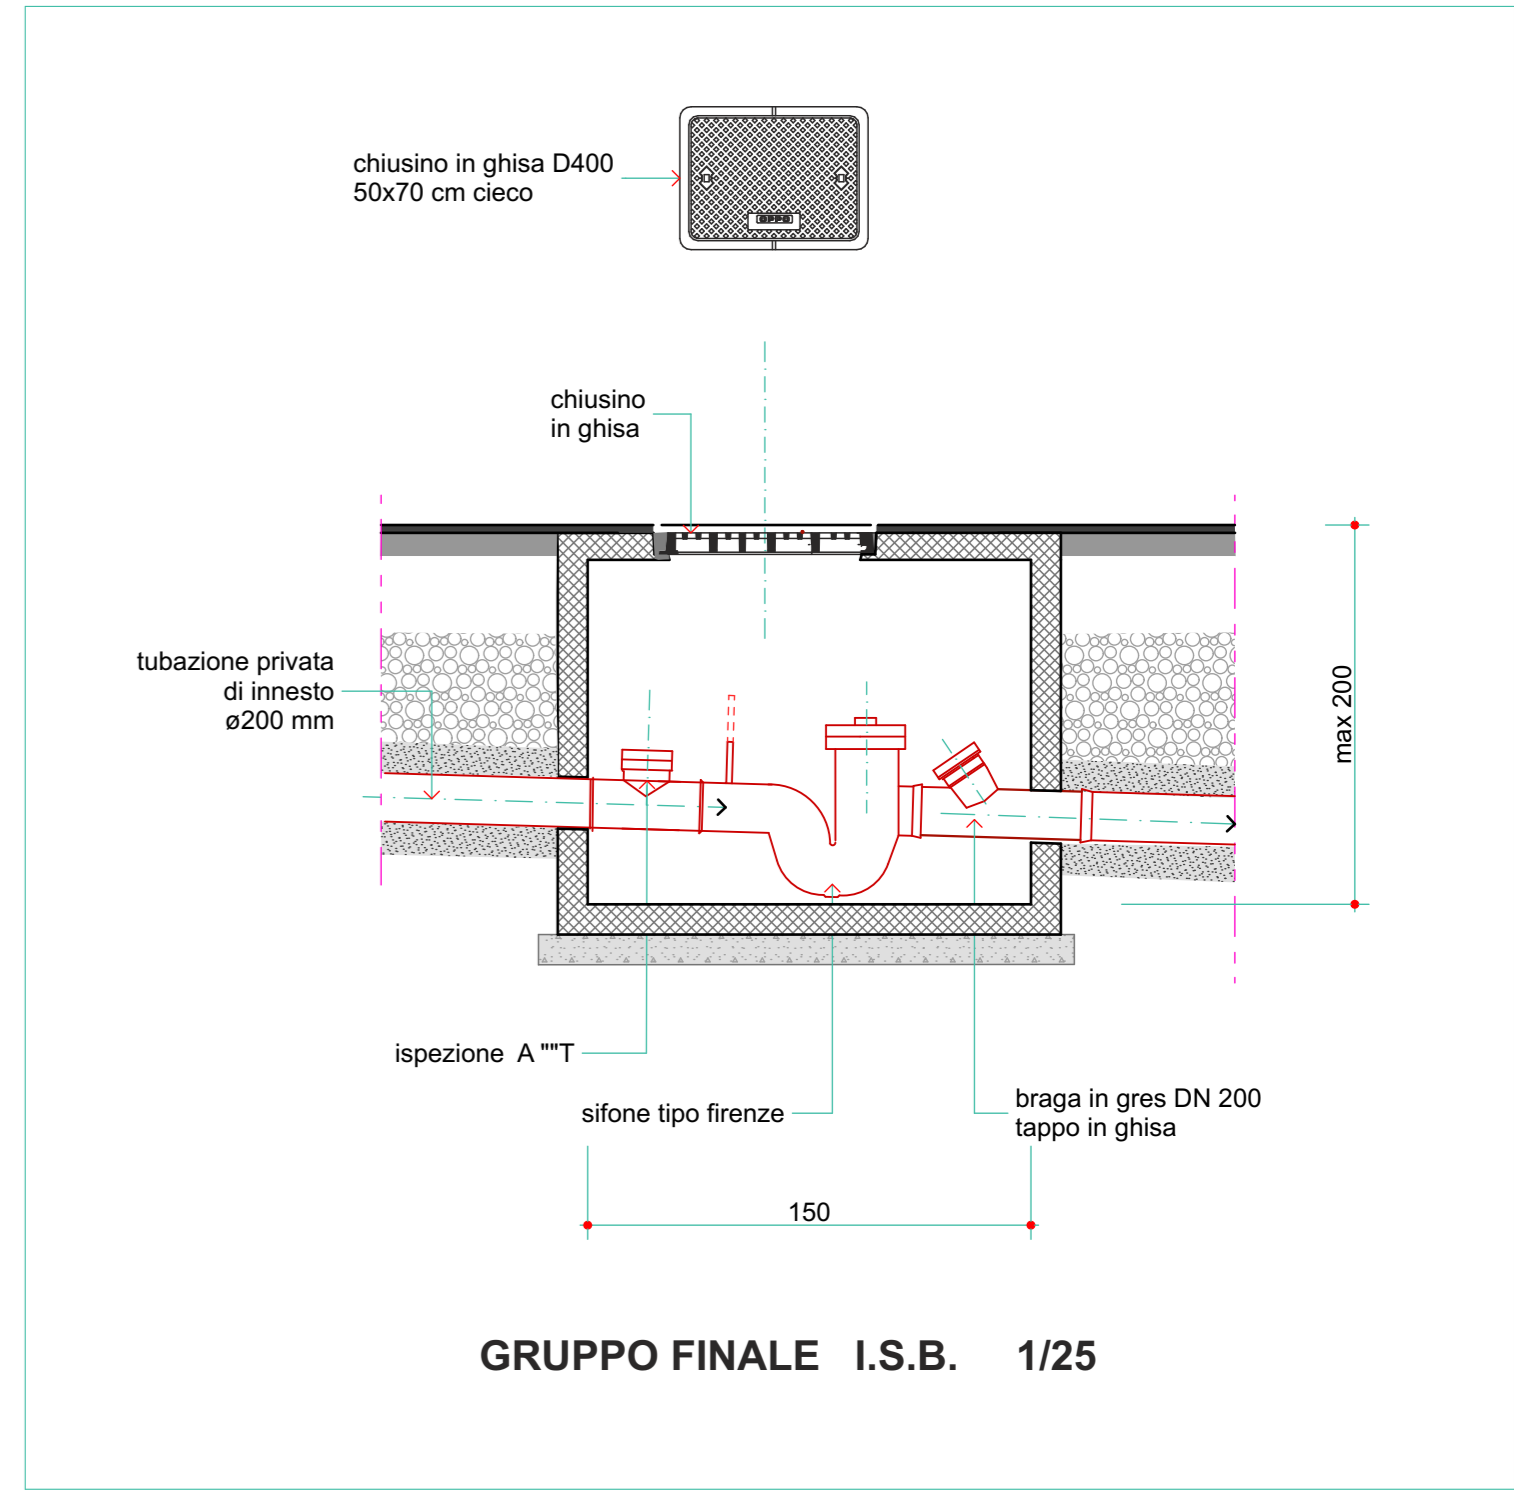 chiusino in ghisa D400
50x70 cm cieco
chiusino
in ghisa
tubazione privata
di innesto
ø200 mm
max 200
ispezione A ""T
sifone tipo firenze
braga in gres DN 200
tappo in ghisa
150
GRUPPO FINALE I.S.B. 1/25